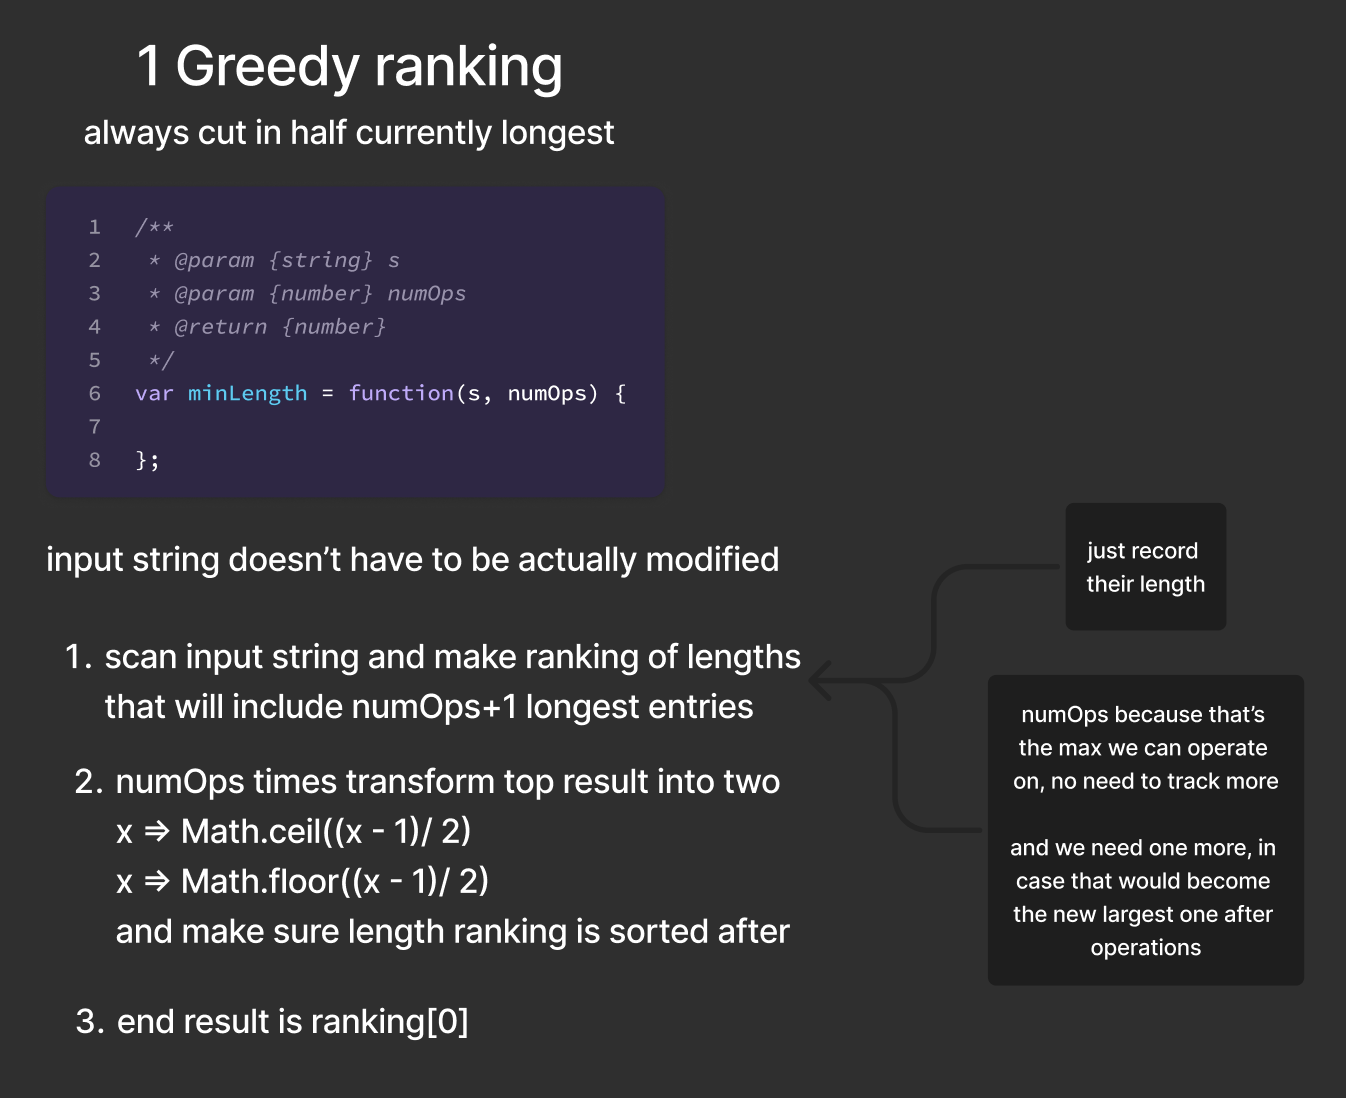 1 Greedy ranking
always cut in half currently longest
1 /**
2  * @param {string} s
3  * @param {number} numOps
4  * @return {number}
5  */
6 var minLength = function(s, numOps) {
7
8 };
input string doesn’t have to be actually modified
1. scan input string and make ranking of lengths
that will include numOps+1 longest entries
just record
their length
numOps because that’s
the max we can operate
on, no need to track more
and we need one more, in
case that would become
the new largest one after
operations
2. numOps times transform top result into two
x => Math.ceil((x - 1)/ 2)
x => Math.floor((x - 1)/ 2)
and make sure length ranking is sorted after
3. end result is ranking[0]